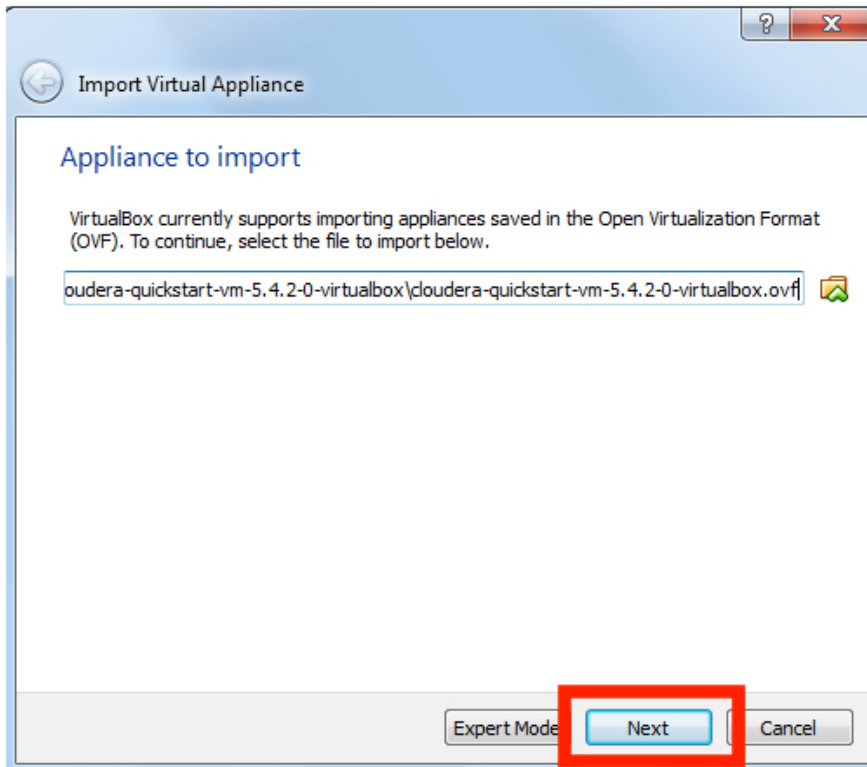 ?
X
Import Virtual Appliance
Appliance to import
VirtualBox currently supports importing appliances saved in the Open Virtualization Format
(OVF). To continue, select the file to import below.
oudera-quickstart-vm-5.4.2-0-virtualbox\cloudera-quickstart-vm-5.4.2-0-virtualbox.ovf
Expert Mode Next Cancel